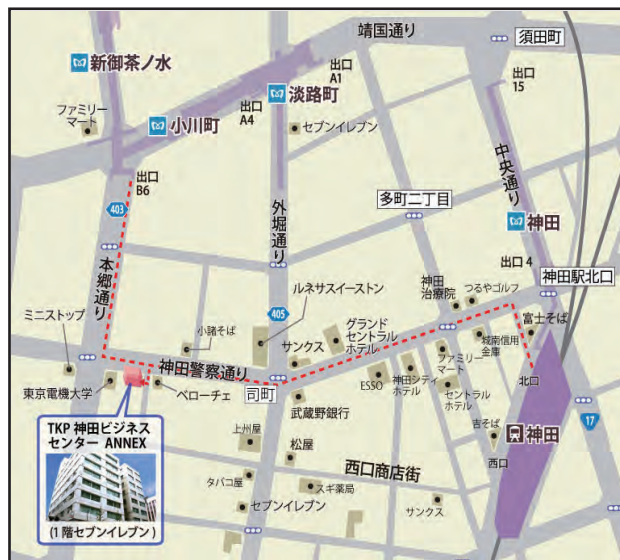 靖国通り
須田町
新御茶ノ水
出口
A1
出口
15
ファミリー
マート
小川町
出口
A4
淡路町
セブンイレブン
中央通り
出口
B6
403
外堀通り
多町二丁目
神田
本郷通り
出口 4
神田駅北口
ルネサスイーストン
神田
治療院
つるやゴルフ
405
グランド
セントラル
ホテル
富士そば
ミニストップ
小諸そば
サンクス
城南信用
金庫
神田警察通り
ファミリー
マート
北口
東京電機大学
ベローチェ
司町
ESSO
神田シティ
ホテル
セントラル
ホテル
武蔵野銀行
17
TKP 神田ビジネス
センター ANNEX
上州屋
松屋
吉そば
神田
西口
西口商店街
タバコ屋
スギ薬局
セブンイレブン
サンクス
(1 階セブンイレブン)